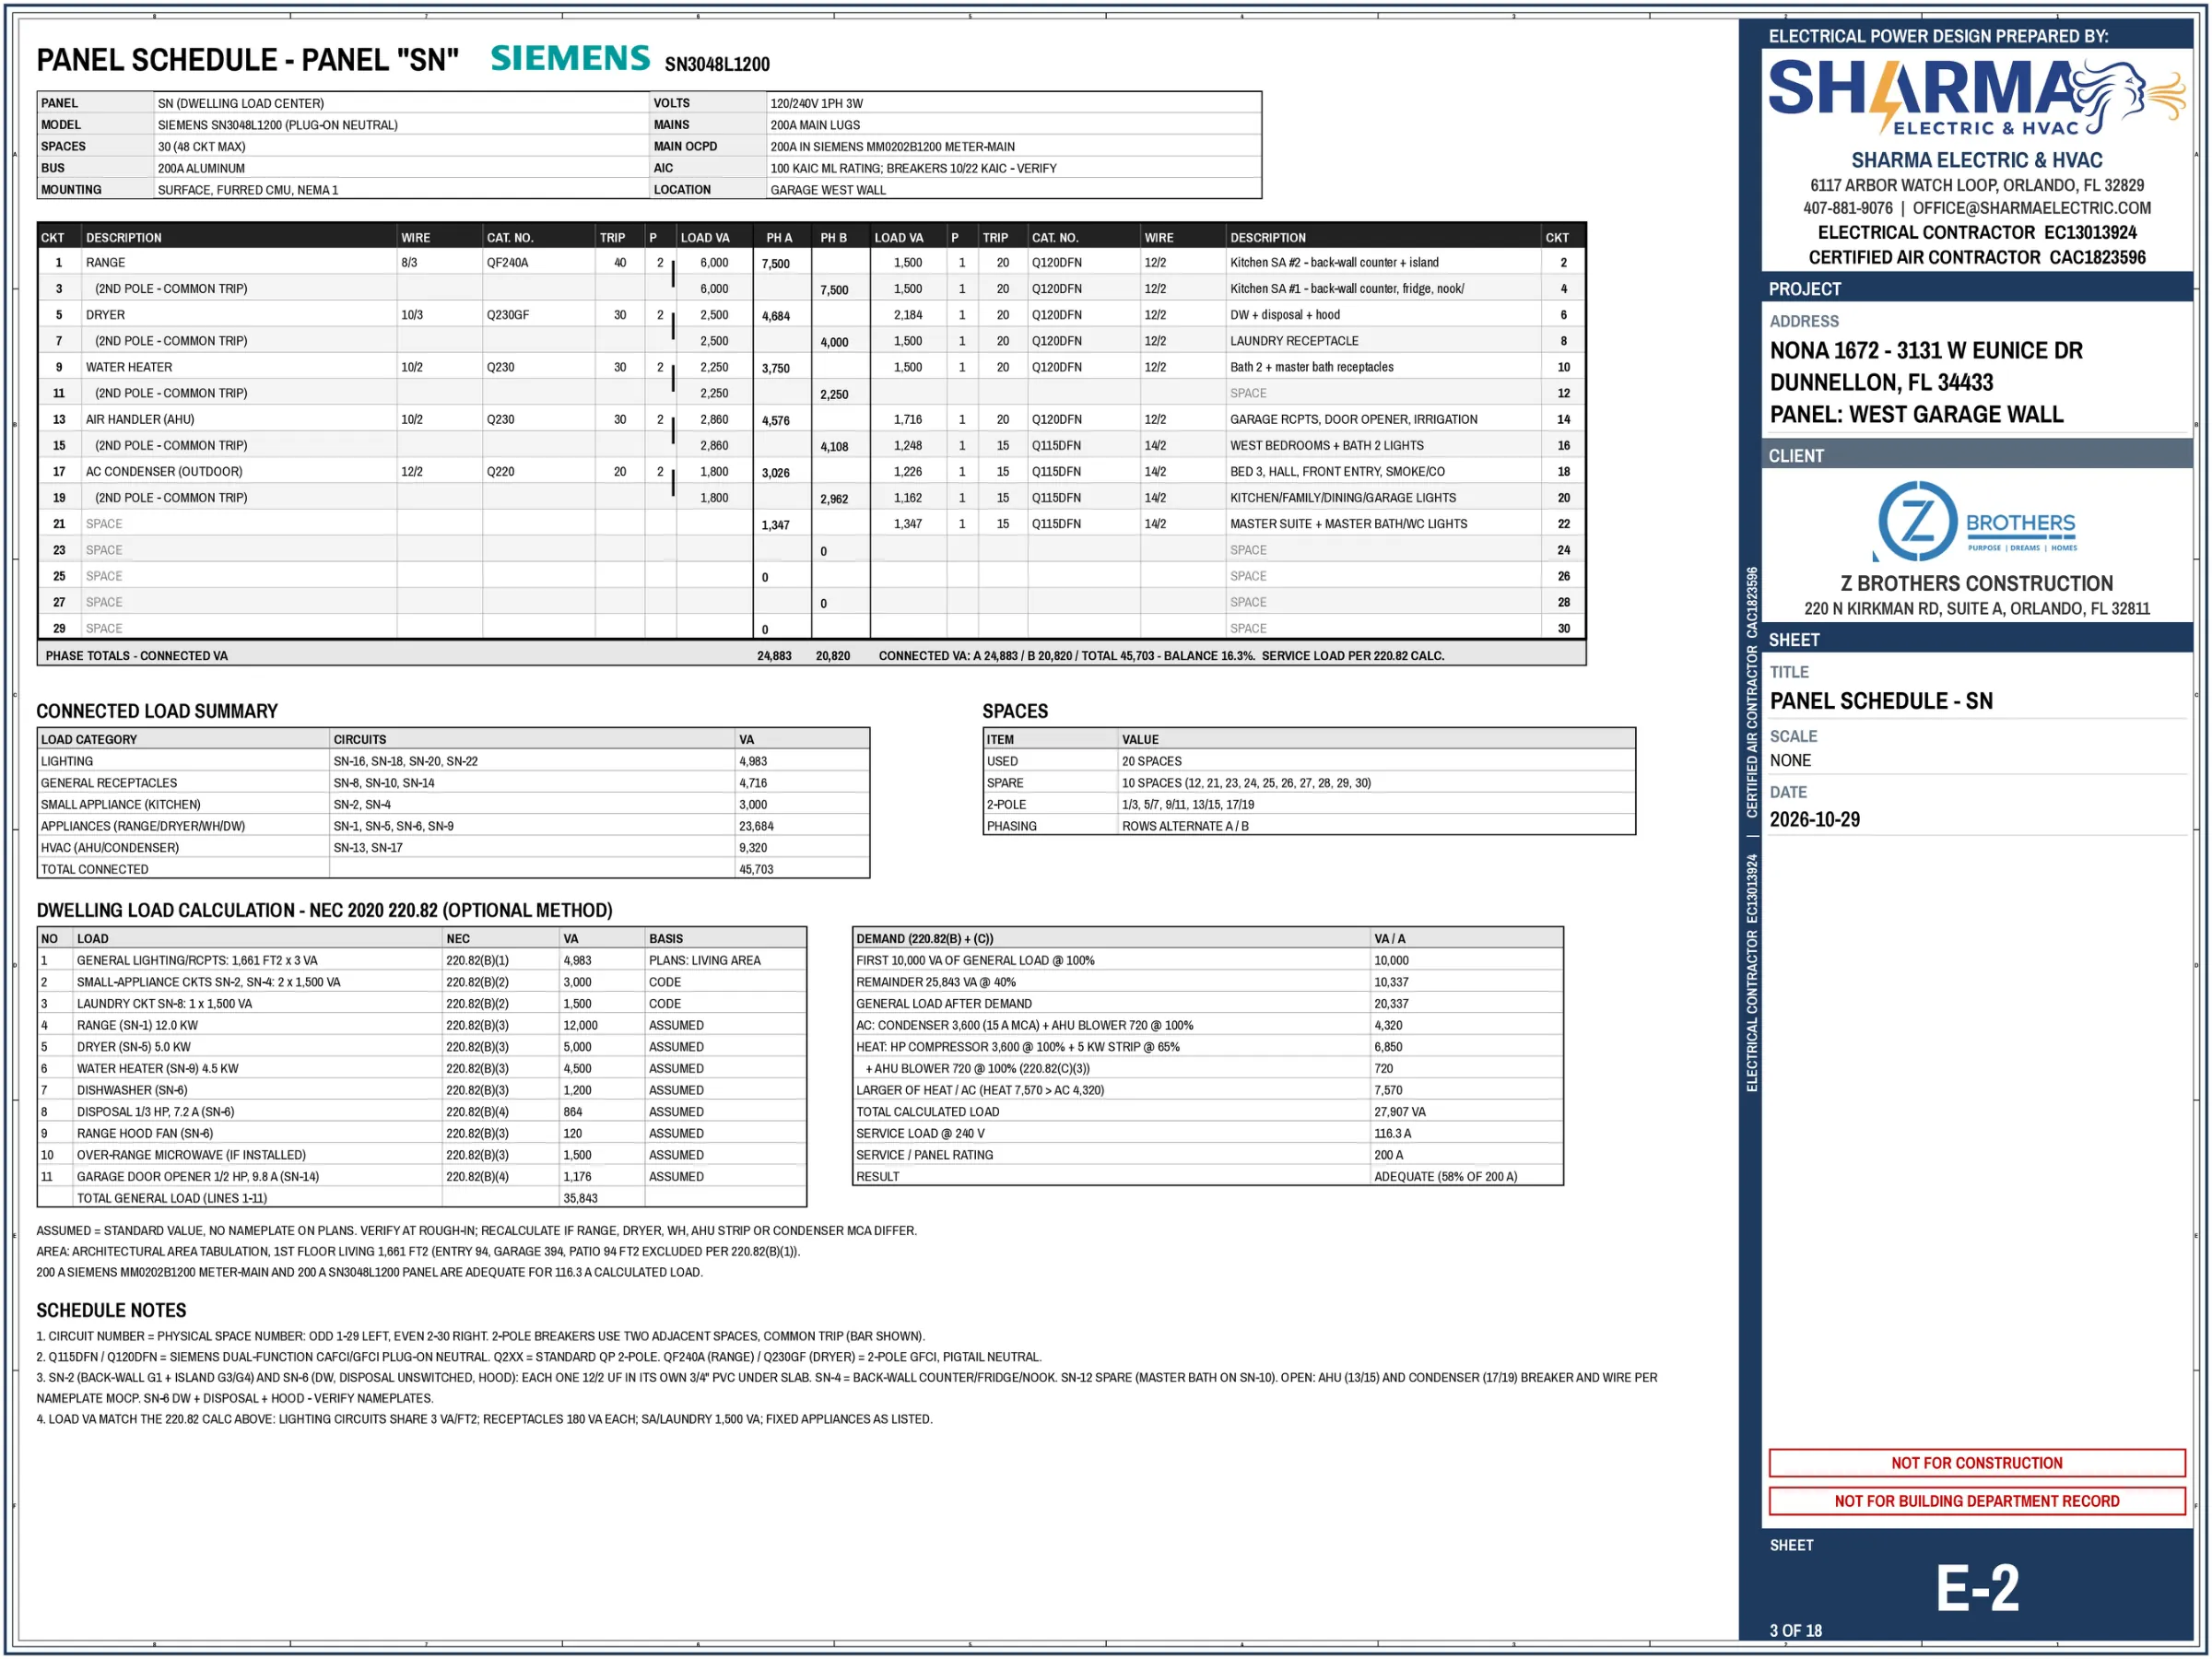 PANEL SCHEDULE - PANEL "SN" SIEMENS SN3048L1200
PANEL SN (DWELLING LOAD CENTER) VOLTS 120/240V 1PH 3W
MODEL SIEMENS SN3048L1200 (PLUG-ON NEUTRAL) MAINS 200A MAIN LUGS
SPACES 30 (48 CKT MAX) MAIN OCPD 200A IN SIEMENS MM0202B1200 METER-MAIN
BUS 200A ALUMINUM AIC 100 KAIC ML RATING; BREAKERS 10/22 KAIC - VERIFY
MOUNTING SURFACE, FURRED CMU, NEMA 1 LOCATION GARAGE WEST WALL
CKT DESCRIPTION WIRE CAT. NO. TRIP P LOAD VA PH A PH B LOAD VA P TRIP CAT. NO. WIRE DESCRIPTION CKT
1 RANGE 8/3 QF240A 40 2 6,000 7,500 1,500 1 20 Q120DFN 12/2 Kitchen SA #2 - back-wall counter + island 2
3 (2ND POLE - COMMON TRIP) 6,000 7,500 1,500 1 20 Q120DFN 12/2 Kitchen SA #1 - back-wall counter, fridge, nook/ 4
5 DRYER 10/3 Q230GF 30 2 2,500 4,684 2,184 1 20 Q120DFN 12/2 DW + disposal + hood 6
7 (2ND POLE - COMMON TRIP) 2,500 4,000 1,500 1 20 Q120DFN 12/2 LAUNDRY RECEPTACLE 8
9 WATER HEATER 10/2 Q230 30 2 2,250 3,750 1,500 1 20 Q120DFN 12/2 Bath 2 + master bath receptacles 10
11 (2ND POLE - COMMON TRIP) 2,250 2,250 SPACE 12
13 AIR HANDLER (AHU) 10/2 Q230 30 2 2,860 4,576 1,716 1 20 Q120DFN 12/2 GARAGE RCPTS, DOOR OPENER, IRRIGATION 14
15 (2ND POLE - COMMON TRIP) 2,860 4,108 1,248 1 15 Q115DFN 14/2 WEST BEDROOMS + BATH 2 LIGHTS 16
17 AC CONDENSER (OUTDOOR) 12/2 Q220 20 2 1,800 3,026 1,226 1 15 Q115DFN 14/2 BED 3, HALL, FRONT ENTRY, SMOKE/CO 18
19 (2ND POLE - COMMON TRIP) 1,800 2,962 1,162 1 15 Q115DFN 14/2 KITCHEN/FAMILY/DINING/GARAGE LIGHTS 20
21 SPACE 1,347 1,347 1 15 Q115DFN 14/2 MASTER SUITE + MASTER BATH/WC LIGHTS 22
23 SPACE 0 SPACE 24
25 SPACE 0 SPACE 26
27 SPACE 0 SPACE 28
29 SPACE 0 SPACE 30
PHASE TOTALS - CONNECTED VA 24,883 20,820 CONNECTED VA: A 24,883 / B 20,820 / TOTAL 45,703 - BALANCE 16.3%. SERVICE LOAD PER 220.82 CALC.
CONNECTED LOAD SUMMARY
LOAD CATEGORY CIRCUITS VA
LIGHTING SN-16, SN-18, SN-20, SN-22 4,983
GENERAL RECEPTACLES SN-8, SN-10, SN-14 4,716
SMALL APPLIANCE (KITCHEN) SN-2, SN-4 3,000
APPLIANCES (RANGE/DRYER/WH/DW) SN-1, SN-5, SN-6, SN-9 23,684
HVAC (AHU/CONDENSER) SN-13, SN-17 9,320
TOTAL CONNECTED 45,703
SPACES
ITEM VALUE
USED 20 SPACES
SPARE 10 SPACES (12, 21, 23, 24, 25, 26, 27, 28, 29, 30)
2-POLE 1/3, 5/7, 9/11, 13/15, 17/19
PHASING ROWS ALTERNATE A / B
DWELLING LOAD CALCULATION - NEC 2020 220.82 (OPTIONAL METHOD)
NO LOAD NEC VA BASIS
1 GENERAL LIGHTING/RCPTS: 1,661 FT2 x 3 VA 220.82(B)(1) 4,983 PLANS: LIVING AREA
2 SMALL-APPLIANCE CKTS SN-2, SN-4: 2 x 1,500 VA 220.82(B)(2) 3,000 CODE
3 LAUNDRY CKT SN-8: 1 x 1,500 VA 220.82(B)(2) 1,500 CODE
4 RANGE (SN-1) 12.0 KW 220.82(B)(3) 12,000 ASSUMED
5 DRYER (SN-5) 5.0 KW 220.82(B)(3) 5,000 ASSUMED
6 WATER HEATER (SN-9) 4.5 KW 220.82(B)(3) 4,500 ASSUMED
7 DISHWASHER (SN-6) 220.82(B)(3) 1,200 ASSUMED
8 DISPOSAL 1/3 HP, 7.2 A (SN-6) 220.82(B)(4) 864 ASSUMED
9 RANGE HOOD FAN (SN-6) 220.82(B)(3) 120 ASSUMED
10 OVER-RANGE MICROWAVE (IF INSTALLED) 220.82(B)(3) 1,500 ASSUMED
11 GARAGE DOOR OPENER 1/2 HP, 9.8 A (SN-14) 220.82(B)(4) 1,176 ASSUMED
TOTAL GENERAL LOAD (LINES 1-11) 35,843
DEMAND (220.82(B) + (C)) VA / A
FIRST 10,000 VA OF GENERAL LOAD @ 100% 10,000
REMAINDER 25,843 VA @ 40% 10,337
GENERAL LOAD AFTER DEMAND 20,337
AC: CONDENSER 3,600 (15 A MCA) + AHU BLOWER 720 @ 100% 4,320
HEAT: HP COMPRESSOR 3,600 @ 100% + 5 KW STRIP @ 65% 6,850
+ AHU BLOWER 720 @ 100% (220.82(C)(3)) 720
LARGER OF HEAT / AC (HEAT 7,570 > AC 4,320) 7,570
TOTAL CALCULATED LOAD 27,907 VA
SERVICE LOAD @ 240 V 116.3 A
SERVICE / PANEL RATING 200 A
RESULT ADEQUATE (58% OF 200 A)
ASSUMED = STANDARD VALUE, NO NAMEPLATE ON PLANS. VERIFY AT ROUGH-IN; RECALCULATE IF RANGE, DRYER, WH, AHU STRIP OR CONDENSER MCA DIFFER.
AREA: ARCHITECTURAL AREA TABULATION, 1ST FLOOR LIVING 1,661 FT2 (ENTRY 94, GARAGE 394, PATIO 94 FT2 EXCLUDED PER 220.82(B)(1)).
200 A SIEMENS MM0202B1200 METER-MAIN AND 200 A SN3048L1200 PANEL ARE ADEQUATE FOR 116.3 A CALCULATED LOAD.
SCHEDULE NOTES
1. CIRCUIT NUMBER = PHYSICAL SPACE NUMBER: ODD 1-29 LEFT, EVEN 2-30 RIGHT. 2-POLE BREAKERS USE TWO ADJACENT SPACES, COMMON TRIP (BAR SHOWN).
2. Q115DFN / Q120DFN = SIEMENS DUAL-FUNCTION CAFCI/GFCI PLUG-ON NEUTRAL. Q2XX = STANDARD QP 2-POLE. QF240A (RANGE) / Q230GF (DRYER) = 2-POLE GFCI, PIGTAIL NEUTRAL.
3. SN-2 (BACK-WALL G1 + ISLAND G3/G4) AND SN-6 (DW, DISPOSAL UNSWITCHED, HOOD): EACH ONE 12/2 UF IN ITS OWN 3/4" PVC UNDER SLAB. SN-4 = BACK-WALL COUNTER/FRIDGE/NOOK. SN-12 SPARE (MASTER BATH ON SN-10). OPEN: AHU (13/15) AND CONDENSER (17/19) BREAKER AND WIRE PER
NAMEPLATE MOCP. SN-6 DW + DISPOSAL + HOOD - VERIFY NAMEPLATES.
4. LOAD VA MATCH THE 220.82 CALC ABOVE: LIGHTING CIRCUITS SHARE 3 VA/FT2; RECEPTACLES 180 VA EACH; SA/LAUNDRY 1,500 VA; FIXED APPLIANCES AS LISTED.
ELECTRICAL CONTRACTOR EC13013924 | CERTIFIED AIR CONTRACTOR CAC1823596
ELECTRICAL POWER DESIGN PREPARED BY:
SHARMA
ELECTRIC & HVAC
SHARMA ELECTRIC & HVAC
6117 ARBOR WATCH LOOP, ORLANDO, FL 32829
407-881-9076 | OFFICE@SHARMAELECTRIC.COM
ELECTRICAL CONTRACTOR EC13013924
CERTIFIED AIR CONTRACTOR CAC1823596
PROJECT
ADDRESS
NONA 1672 - 3131 W EUNICE DR
DUNNELLON, FL 34433
PANEL: WEST GARAGE WALL
CLIENT
Z BROTHERS
PURPOSE | DREAMS | HOMES
Z BROTHERS CONSTRUCTION
220 N KIRKMAN RD, SUITE A, ORLANDO, FL 32811
SHEET
TITLE
PANEL SCHEDULE - SN
SCALE
NONE
DATE
2026-10-29
NOT FOR CONSTRUCTION
NOT FOR BUILDING DEPARTMENT RECORD
SHEET
E-2
3 OF 18